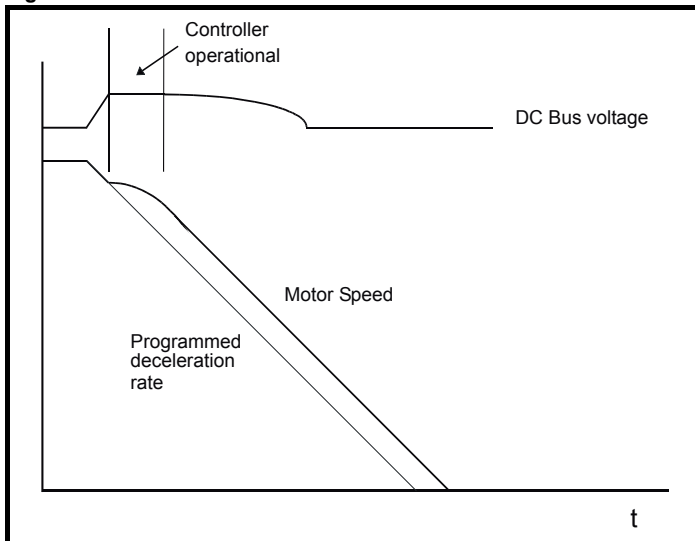 Controller
operational
DC Bus voltage
Motor Speed
Programmed
deceleration
rate
t